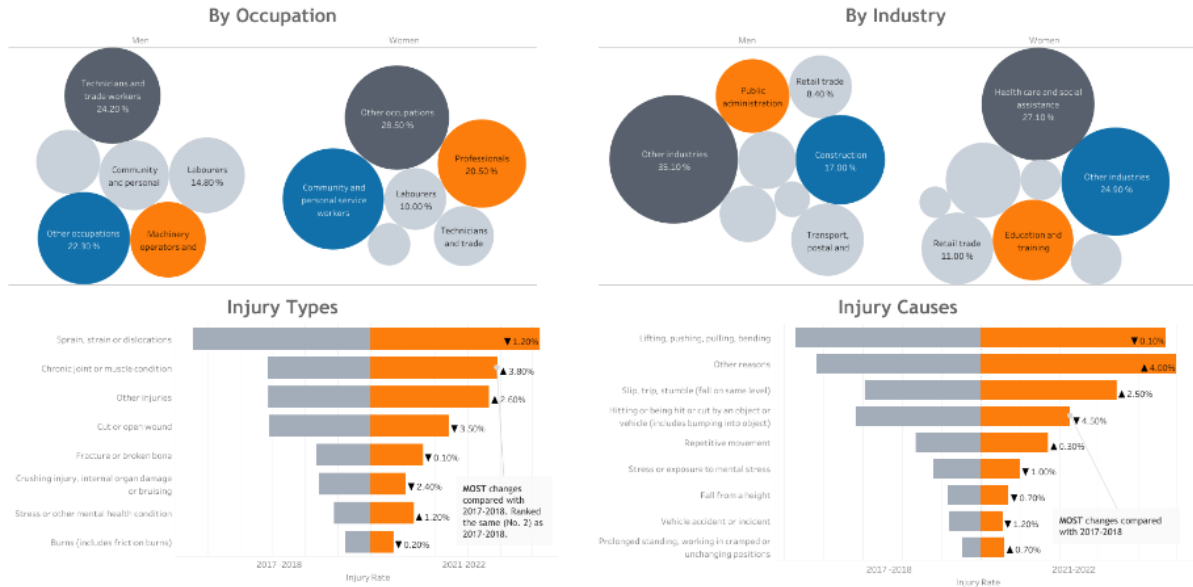 By Occupation
Men
Women
Technicians and
trade workers
24.20 %
Community
and personal
Labourers
14.80 %
Other occupations
22.30 %
Machinery
operators and
Other occupations
28.50 %
Professionals
20.50 %
Community and
personal service
workers
Labourers
10.00 %
Technicians
and trade
By Industry
Men
Women
Public
administration
Retail trade
8.40 %
Other industries
35.10 %
Construction
17.00 %
Transport,
postal and
Health care and social
assistance
27.10 %
Other industries
24.90 %
Retail trade
11.00 %
Education and
training
Injury Types
Sprain, strain or dislocations
▼ 1.20%
Chronic joint or muscle condition
▲ 3.80%
Other injuries
▲ 2.60%
Cut or open wound
▼ 3.50%
Fracture or broken bone
▼ 0.10%
Crushing injury, internal organ damage
or bruising
▼ 2.40%
Stress or other mental health condition
▲ 1.20%
Burns (includes friction burns)
▼ 0.20%
MOST changes
compared with
2017-2018. Ranked
the same (No. 2) as
2017-2018.
2017 -2018
2021-2022
Injury Rate
Injury Causes
Lifting, pushing, pulling, bending
▼ 0.10%
Other reasons
▲ 4.00%
Slip, trip, stumble (fall on same level)
▲ 2.50%
Hitting or being hit or cut by an object or
vehicle (includes bumping into object)
▼ 4.50%
Repetitive movement
▲ 0.30%
Stress or exposure to mental stress
▼ 1.00%
Fall from a height
▼ 0.70%
Vehicle accident or incident
▼ 1.20%
Prolonged standing, working in cramped or
unchanging positions
▲ 0.70%
MOST changes compared
with 2017-2018
2017 -2018
2021-2022
Injury Rate